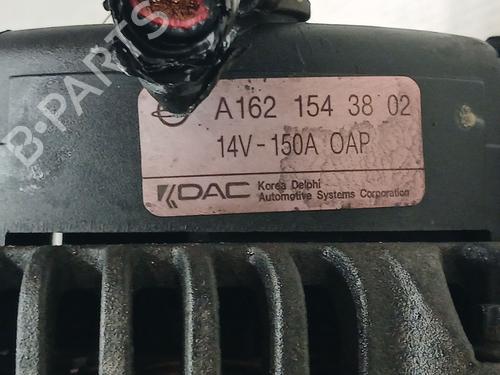 A162 154 38 02
14V-150A OAP
KDAC Korea Delphi
Automotive Systems Corporation
B-PARTS